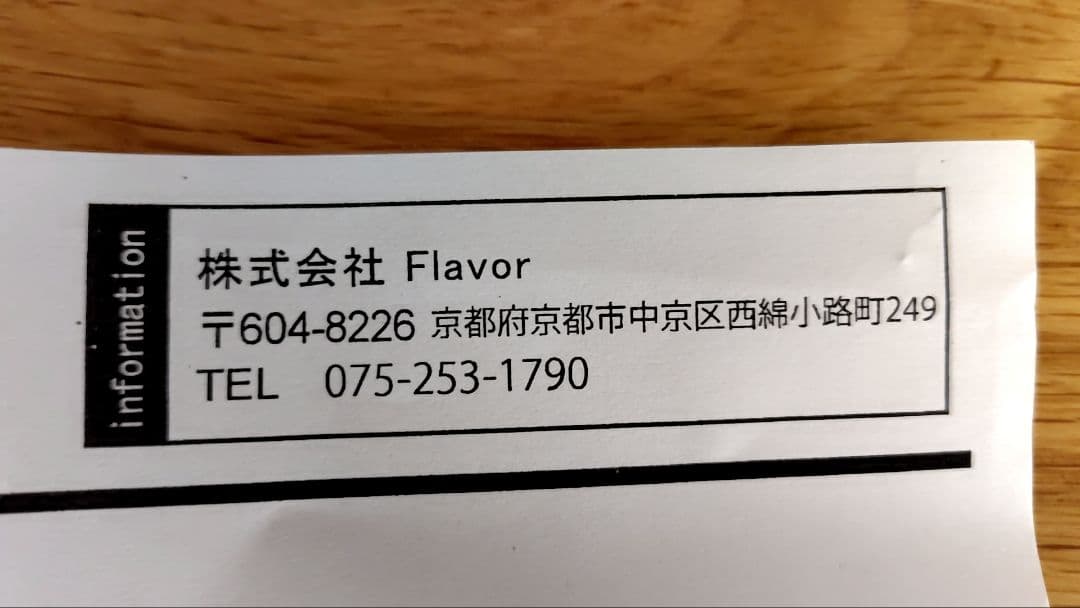 information
株式会社 Flavor
〒604-8226 京都府京都市中京区西綿小路町249
TEL 075-253-1790